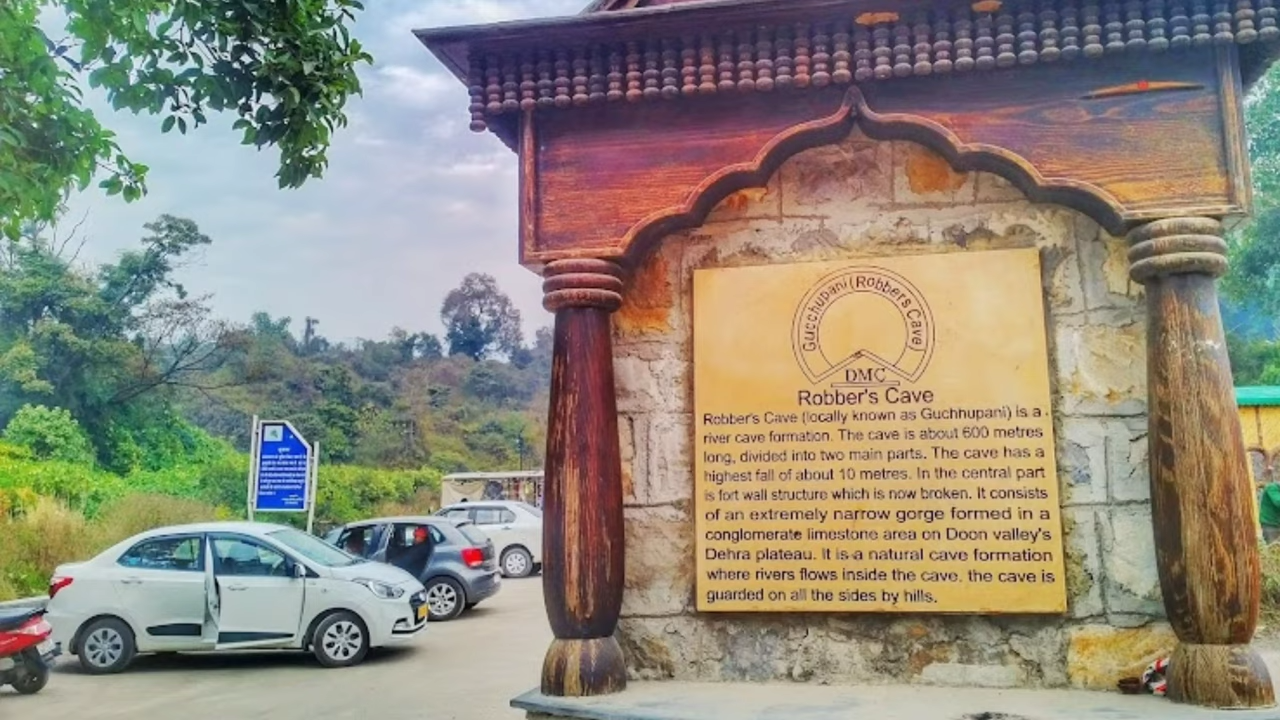 Gucchupani (Robbers Cave)
DMC
Robber's Cave
Robber's Cave (locally known as Guchhupani) is a
river cave formation. The cave is about 600 metres
long, divided into two main parts. The cave has a
highest fall of about 10 metres. In the central part
is fort wall structure which is now broken. It consists
of an extremely narrow gorge formed in a
conglomerate limestone area on Doon valley's
Dehra plateau. It is a natural cave formation
where rivers flows inside the cave. the cave is
guarded on all the sides by hills.